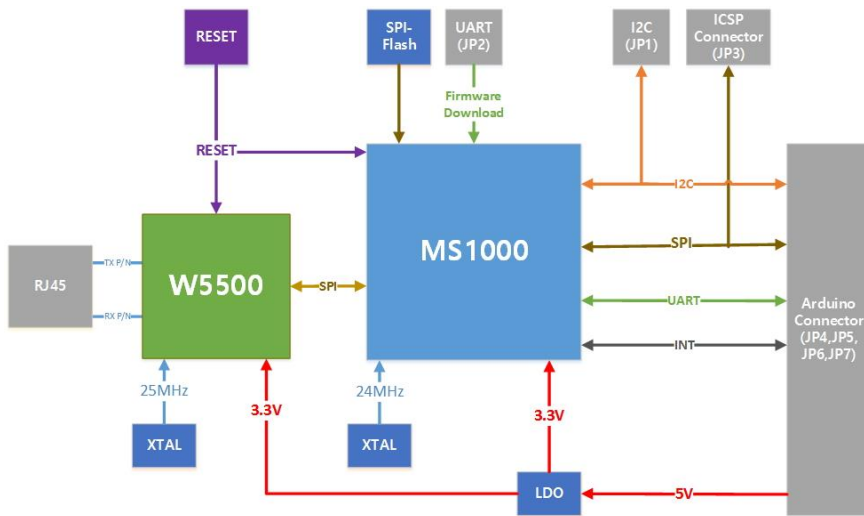 RESET
SPI-
Flash
UART
(JP2)
I2C
(JP1)
ICSP
Connector
(JP3)
Firmware
Download
RESET
I2C
W5500
MS1000
SPI
RJ45
TX P/N
RX P/N
SPI
UART
INT
Arduino
Connector
(JP4,JP5,
JP6,JP7)
25MHz
24MHz
3.3V
3.3V
XTAL
XTAL
LDO
5V